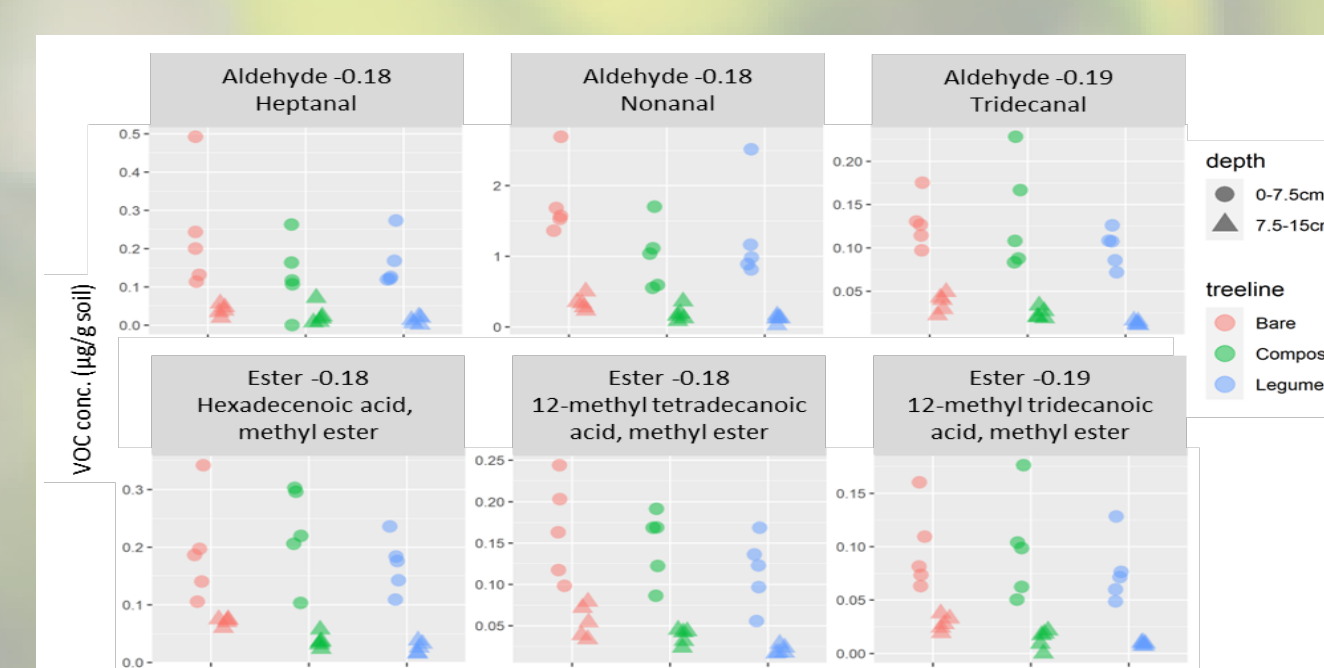 Aldehyde -0.18
Heptanal
Aldehyde -0.18
Nonanal
Aldehyde -0.19
Tridecanal
0.5
0.4
0.3
0.2
0.1
0.0
2
1
0
0.20
0.15
0.10
0.05
depth
0-7.5cm
7.5-15cr
treeline
Bare
Compos
Legume
VOC conc. (µg/g soil)
Ester -0.18
Hexadecenoic acid,
methyl ester
Ester -0.18
12-methyl tetradecanoic
acid, methyl ester
Ester -0.19
12-methyl tridecanoic
acid, methyl ester
0.3
0.2
0.1
0.0
0.25
0.20
0.15
0.10
0.05
0.15
0.10
0.05
0.00